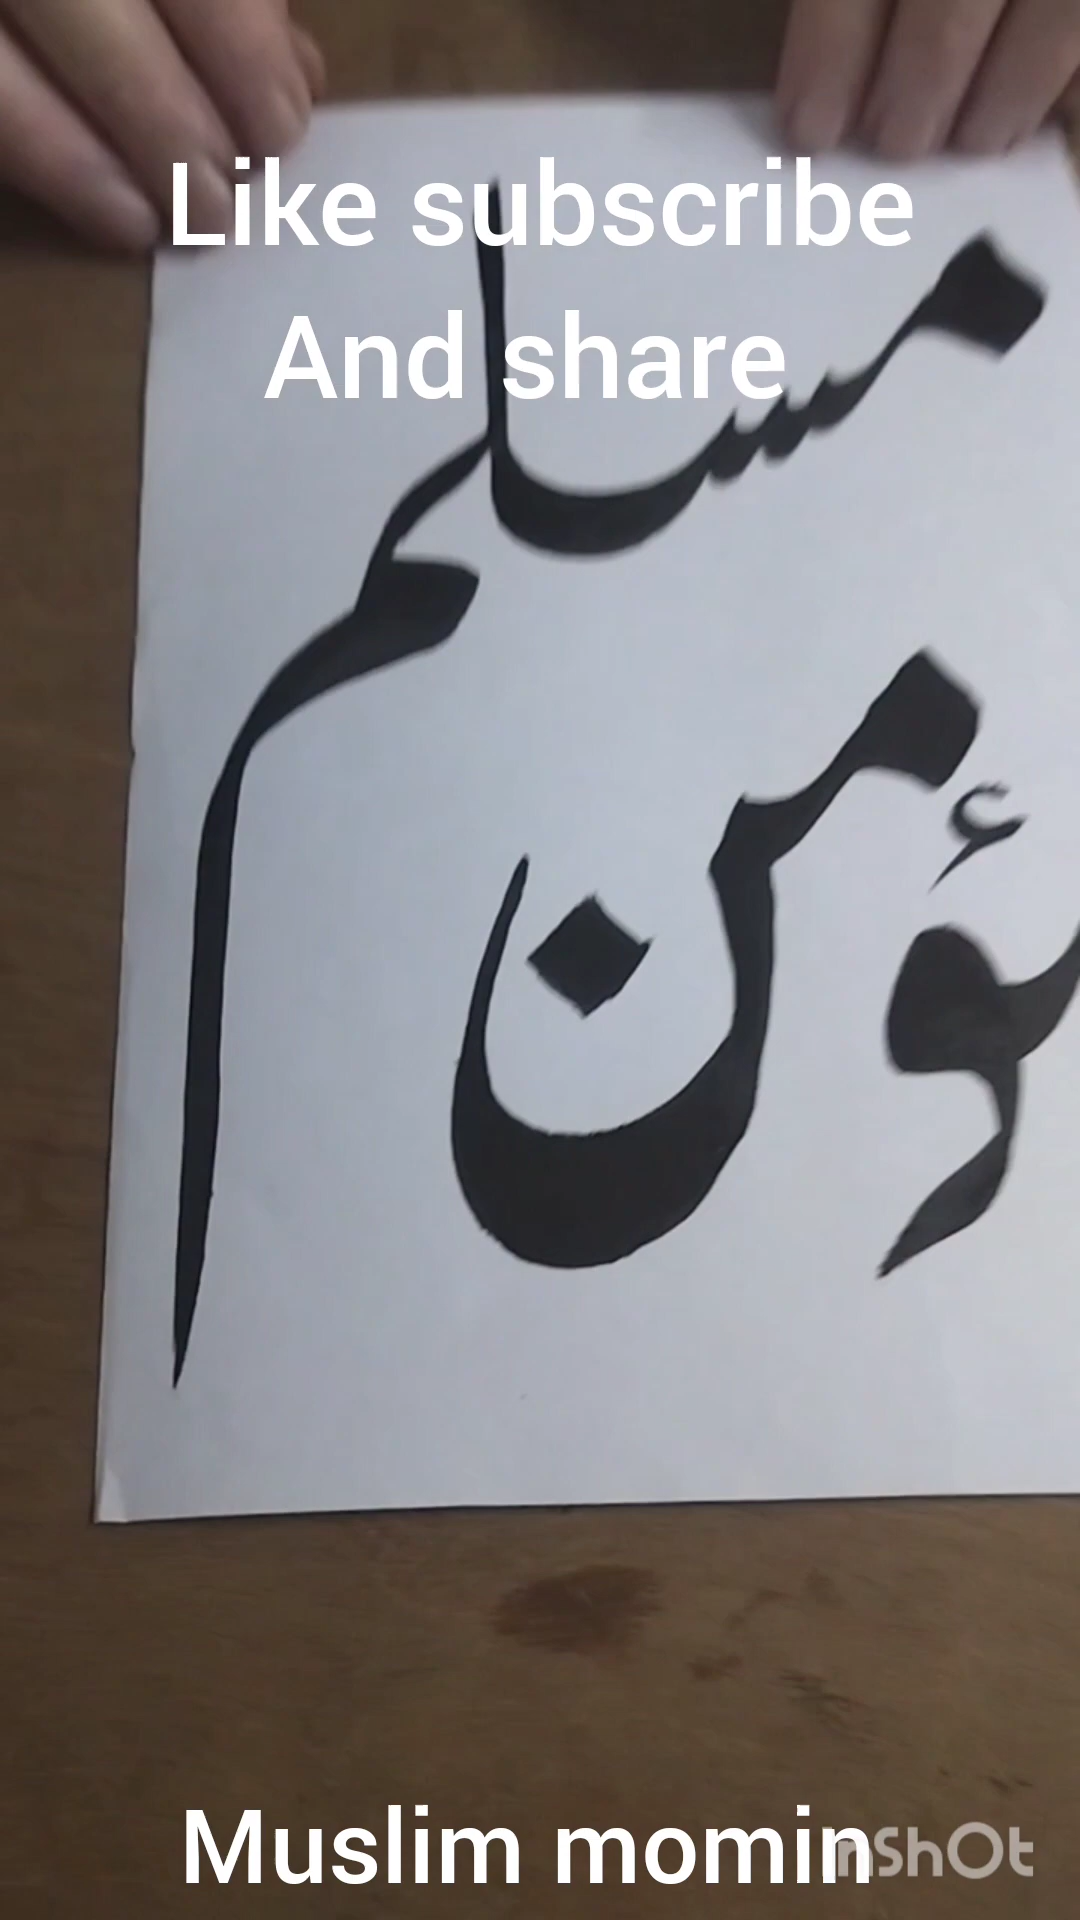 Like subscribe
And share
مسلم
مؤمن
Muslim momin
InShOt